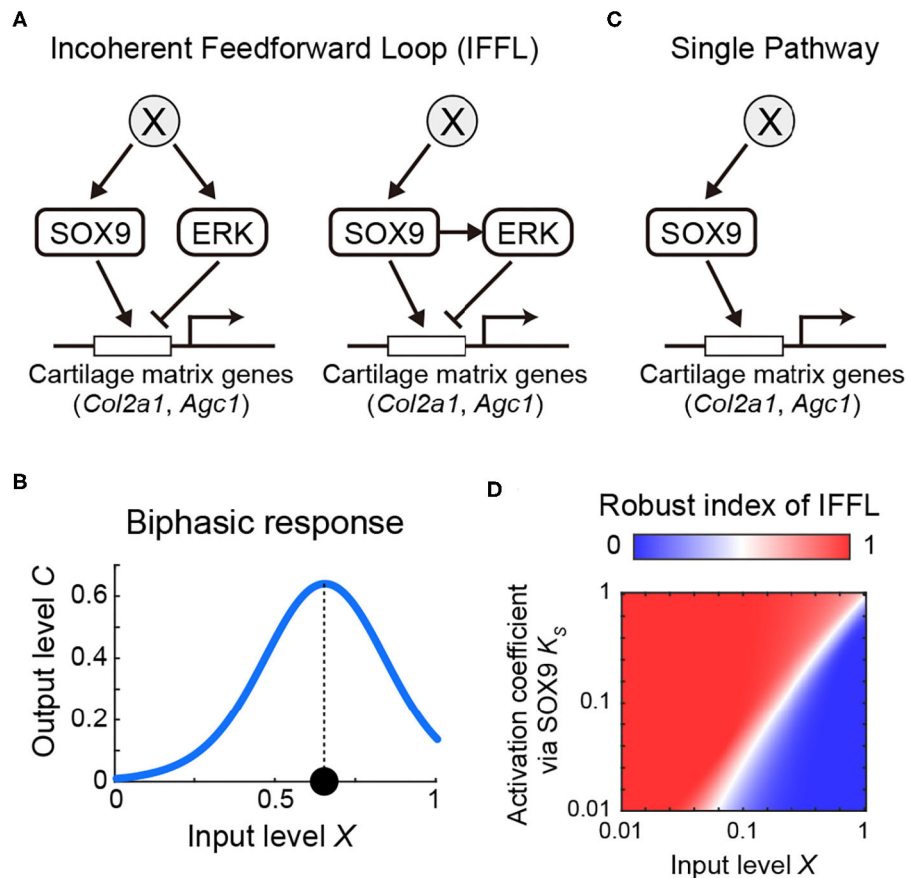 A
Incoherent Feedforward Loop (IFFL)
X
SOX9
ERK
Cartilage matrix genes
(Col2a1, Agc1)
X
SOX9
ERK
Cartilage matrix genes
(Col2a1, Agc1)
C
Single Pathway
X
SOX9
Cartilage matrix genes
(Col2a1, Agc1)
B
Biphasic response
Output level C
0.6
0.4
0.2
0
0
0.5
1
Input level X
D
Robust index of IFFL
0
1
Activation coefficient
via SOX9 Ks
1
0.1
0.01
0.01
0.1
1
Input level X